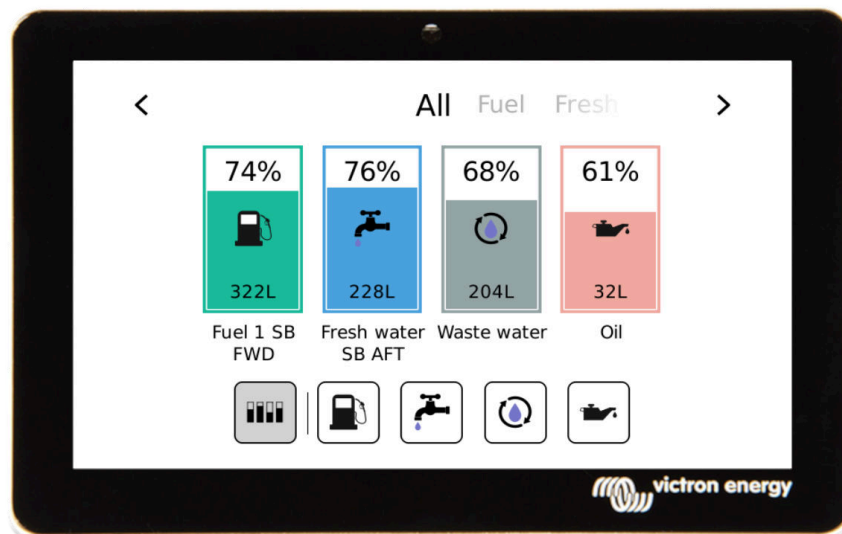 < All Fuel Fresh >
74% 76% 68% 61%
322L 228L 204L 32L
Fuel 1 SB Fresh water Waste water Oil
FWD SB AFT
victron energy